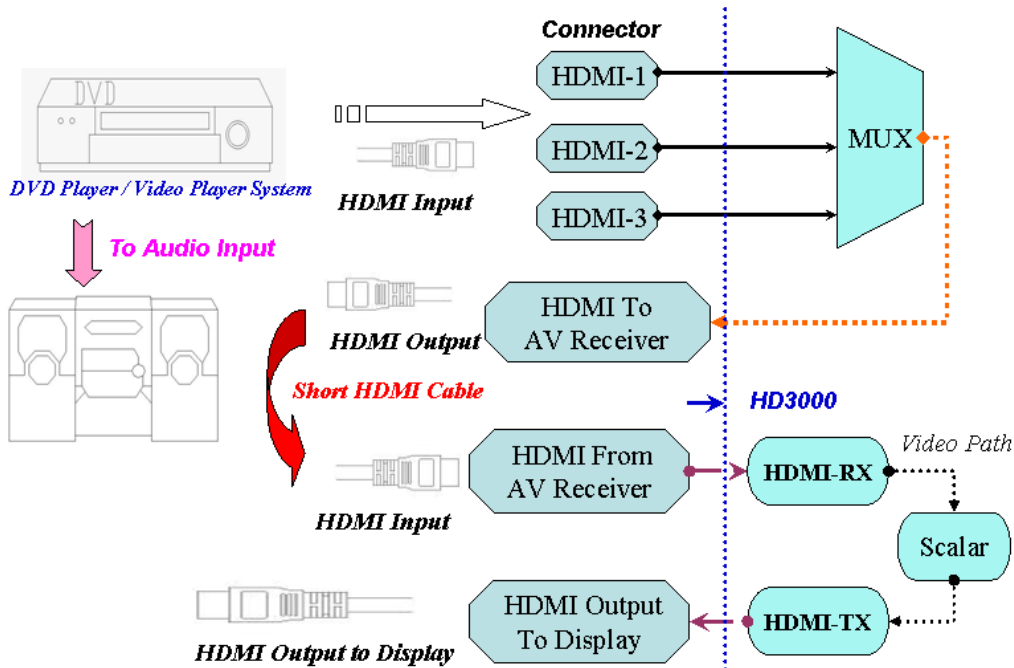 Connector
DVD
HDMI-1
HDMI-2
HDMI-3
MUX
DVD Player / Video Player System
HDMI Input
To Audio Input
HDMI To
AV Receiver
HDMI Output
Short HDMI Cable
HD3000
Video Path
HDMI From
AV Receiver
HDMI-RX
HDMI Input
Scalar
HDMI Output
To Display
HDMI-TX
HDMI Output to Display